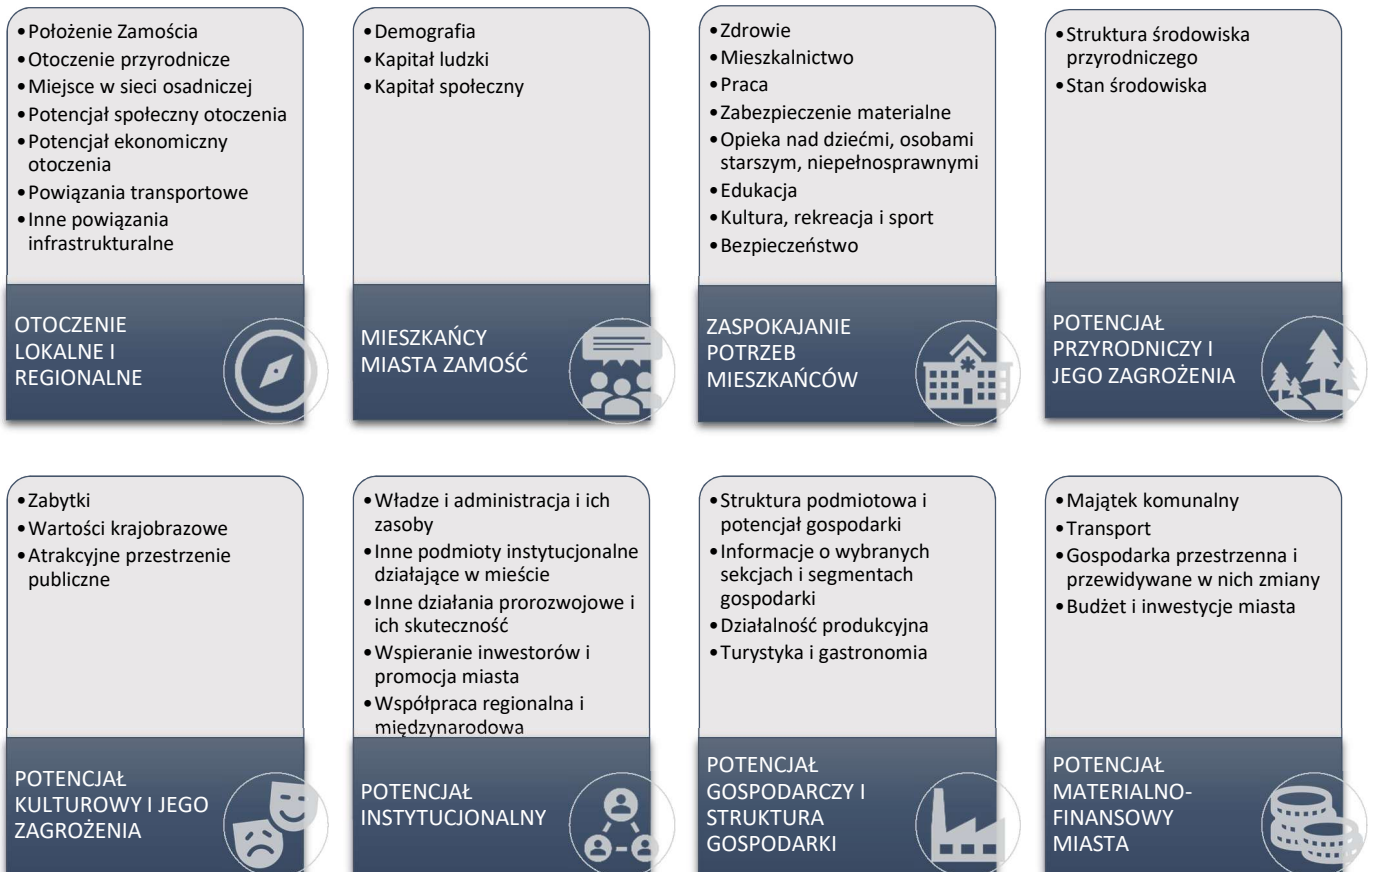 •Położenie Zamościa
•Otoczenie przyrodnicze
•Miejsce w sieci osadniczej
•Potencjał społeczny otoczenia
•Potencjał ekonomiczny
otoczenia
•Powiązania transportowe
•Inne powiązania
infrastrukturalne
OTOCZENIE
LOKALNE I
REGIONALNE
•Demografia
•Kapitał ludzki
•Kapitał społeczny
MIESZKAŃCY
MIASTA ZAMOŚĆ
•Zdrowie
•Mieszkalnictwo
•Praca
•Zabezpieczenie materialne
•Opieka nad dziećmi, osobami
starszym, niepełnosprawnymi
•Edukacja
•Kultura, rekreacja i sport
•Bezpieczeństwo
ZASPOKAJANIE
POTRZEB
MIESZKAŃCÓW
•Struktura środowiska
przyrodniczego
•Stan środowiska
POTENCJAŁ
PRZYRODNICZY I
JEGO ZAGROŻENIA
•Zabytki
•Wartości krajobrazowe
•Atrakcyjne przestrzenie
publiczne
POTENCJAŁ
KULTUROWY I JEGO
ZAGROŻENIA
•Władze i administracja i ich
zasoby
•Inne podmioty instytucjonalne
działające w mieście
•Inne działania prorozwojowe i
ich skuteczność
•Wspieranie inwestorów i
promocja miasta
•Współpraca regionalna i
międzynarodowa
POTENCJAŁ
INSTYTUCJONALNY
•Struktura podmiotowa i
potencjał gospodarki
•Informacje o wybranych
sekcjach i segmentach
gospodarki
•Działalność produkcyjna
•Turystyka i gastronomia
POTENCJAŁ
GOSPODARCZY I
STRUKTURA
GOSPODARKI
•Majątek komunalny
•Transport
•Gospodarka przestrzenna i
przewidywane w nich zmiany
•Budżet i inwestycje miasta
POTENCJAŁ
MATERIALNO-
FINANSOWY
MIASTA